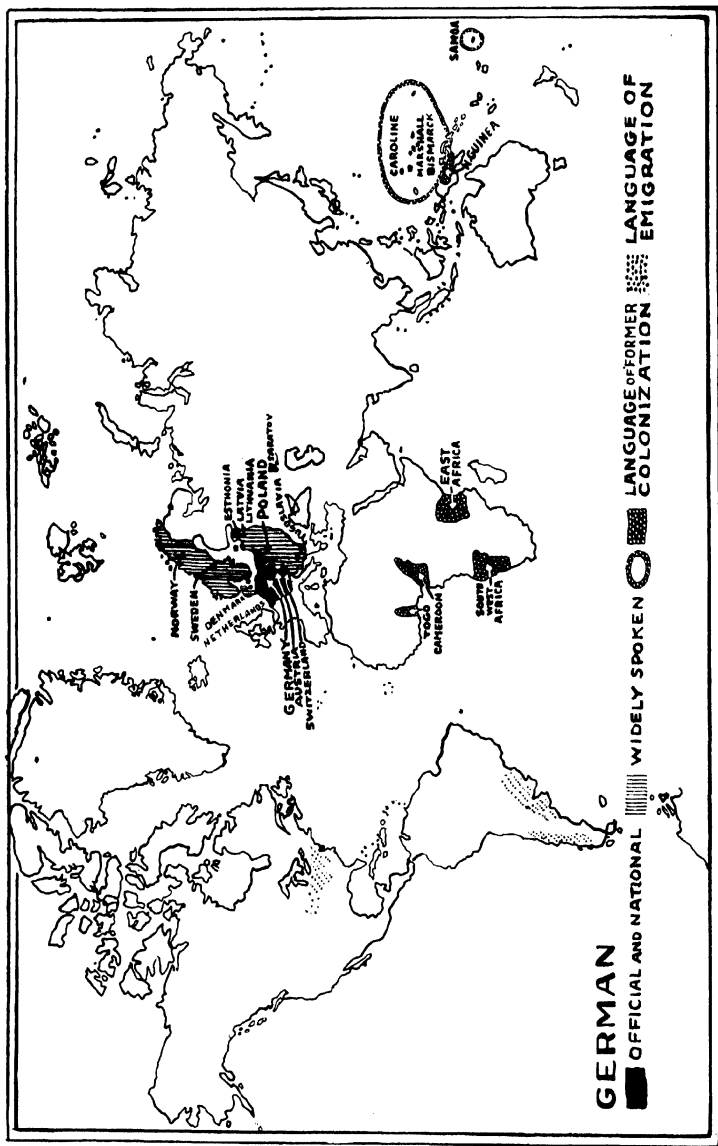 SAMOA
CAROLINE
MARSHALL
BISMARCK
N.GUINEA
NORWAY
SWEDEN
DENMARK
NETHERLANDS
GERMANY
AUSTRIA
SWITZERLAND
ESTHONIA
LATVIA
LITHUANIA
POLAND
SARATOV
TOGO
CAMEROON
EAST
AFRICA
SOUTH
WEST
AFRICA
GERMAN
OFFICIAL AND NATIONAL
WIDELY SPOKEN
LANGUAGE OF FORMER
COLONIZATION
LANGUAGE OF
EMIGRATION